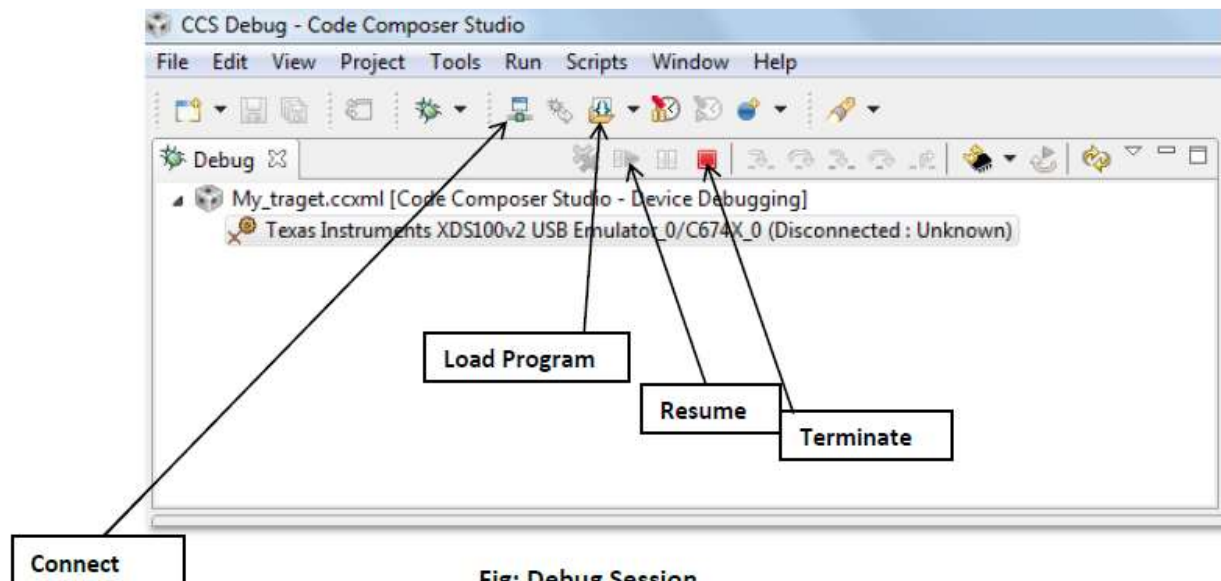 CCS Debug - Code Composer Studio
File Edit View Project Tools Run Scripts Window Help
Debug
My_traget.ccxml [Code Composer Studio - Device Debugging]
Texas Instruments XDS100v2 USB Emulator_0/C674X_0 (Disconnected : Unknown)
Load Program
Resume
Terminate
Connect
Fig: Debug Session